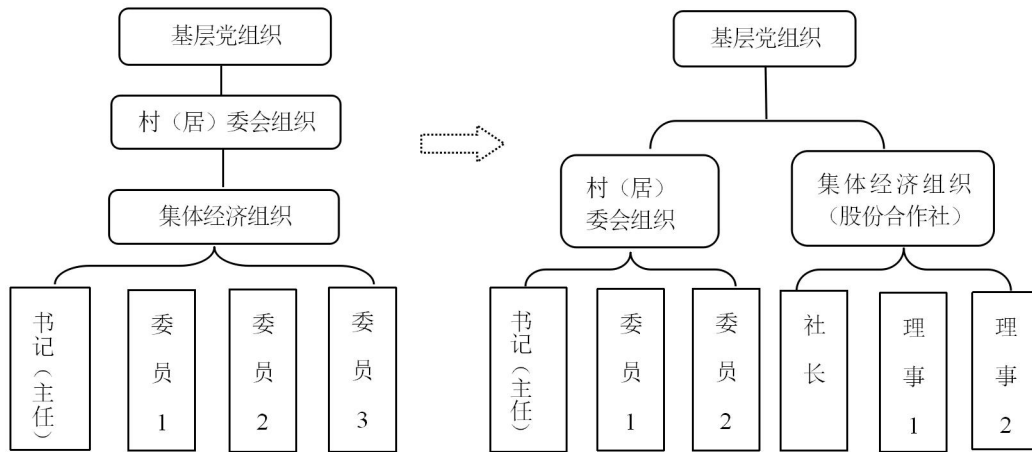 基层党组织
村（居）委会组织
集体经济组织
书记（主任）
委员1
委员2
委员3
基层党组织
村（居）
委会组织
集体经济组织
（股份合作社）
书记（主任）
委员1
委员2
社长
理事1
理事2